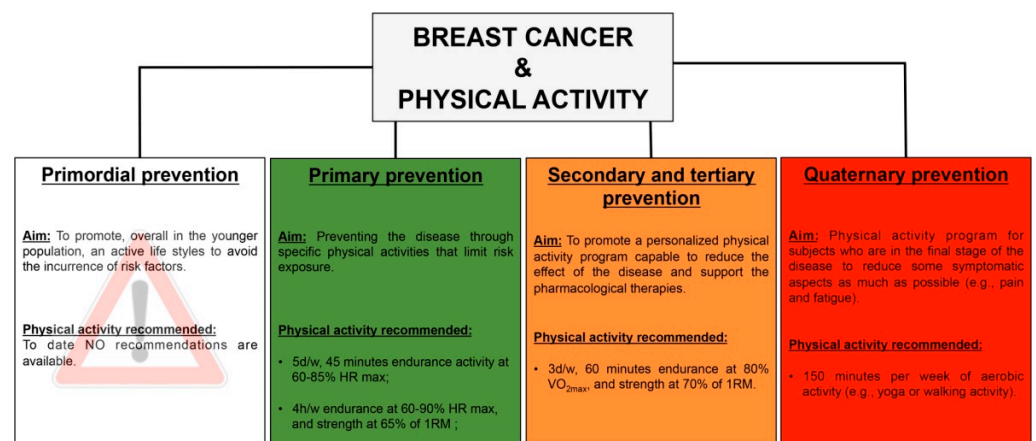 BREAST CANCER
&
PHYSICAL ACTIVITY
Primordial prevention
Aim: To promote, overall in the younger
population, an active life styles to avoid
the incurrence of risk factors.
Physical activity recommended:
To date NO recommendations are
available.
Primary prevention
Aim: Preventing the disease through
specific physical activities that limit risk
exposure.
Physical activity recommended:
• 5d/w, 45 minutes endurance activity at
60-85% HR max;
• 4h/w endurance at 60-90% HR max,
and strength at 65% of 1RM ;
Secondary and tertiary
prevention
Aim: To promote a personalized physical
activity program capable to reduce the
effect of the disease and support the
pharmacological therapies.
Physical activity recommended:
• 3d/w, 60 minutes endurance at 80%
VO2max, and strength at 70% of 1RM.
Quaternary prevention
Aim: Physical activity program for
subjects who are in the final stage of the
disease to reduce some symptomatic
aspects as much as possible (e.g., pain
and fatigue).
Physical activity recommended:
• 150 minutes per week of aerobic
activity (e.g., yoga or walking activity).